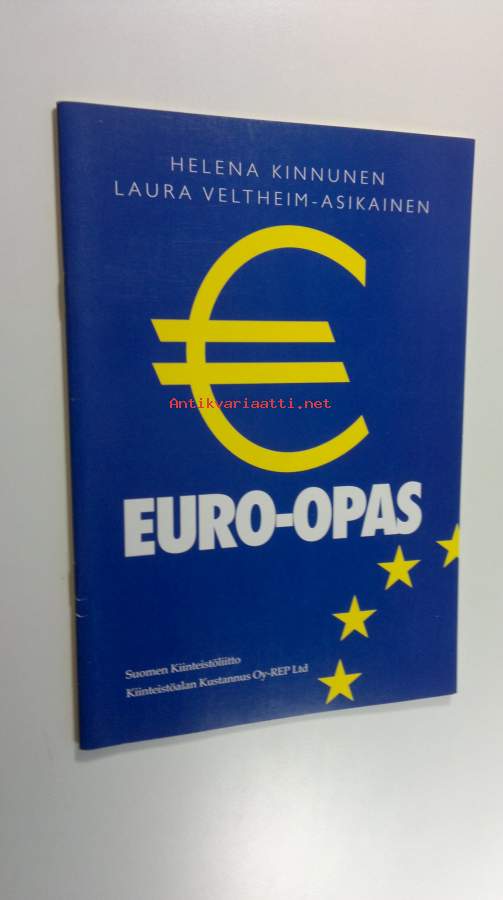 HELENA KINNUNEN
LAURA VELTHEIM-ASIKAINEN
€
Antikvariaatti.net
EURO-OPAS
Suomen Kiinteistöliitto
Kiinteistöalan Kustannus Oy-REP Ltd